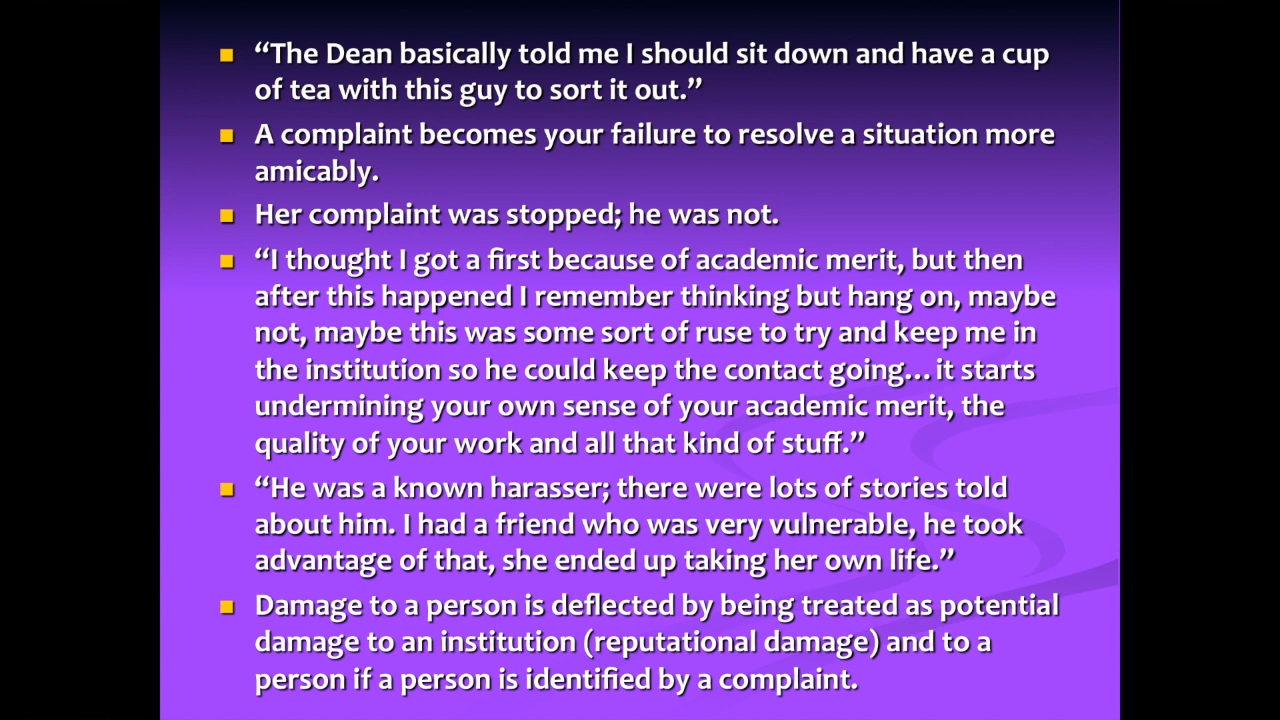 “The Dean basically told me I should sit down and have a cup
of tea with this guy to sort it out.”
A complaint becomes your failure to resolve a situation more
amicably.
Her complaint was stopped; he was not.
“I thought I got a first because of academic merit, but then
after this happened I remember thinking but hang on, maybe
not, maybe this was some sort of ruse to try and keep me in
the institution so he could keep the contact going…it starts
undermining your own sense of your academic merit, the
quality of your work and all that kind of stuff.”
“He was a known harasser; there were lots of stories told
about him. I had a friend who was very vulnerable, he took
advantage of that, she ended up taking her own life.”
Damage to a person is deflected by being treated as potential
damage to an institution (reputational damage) and to a
person if a person is identified by a complaint.